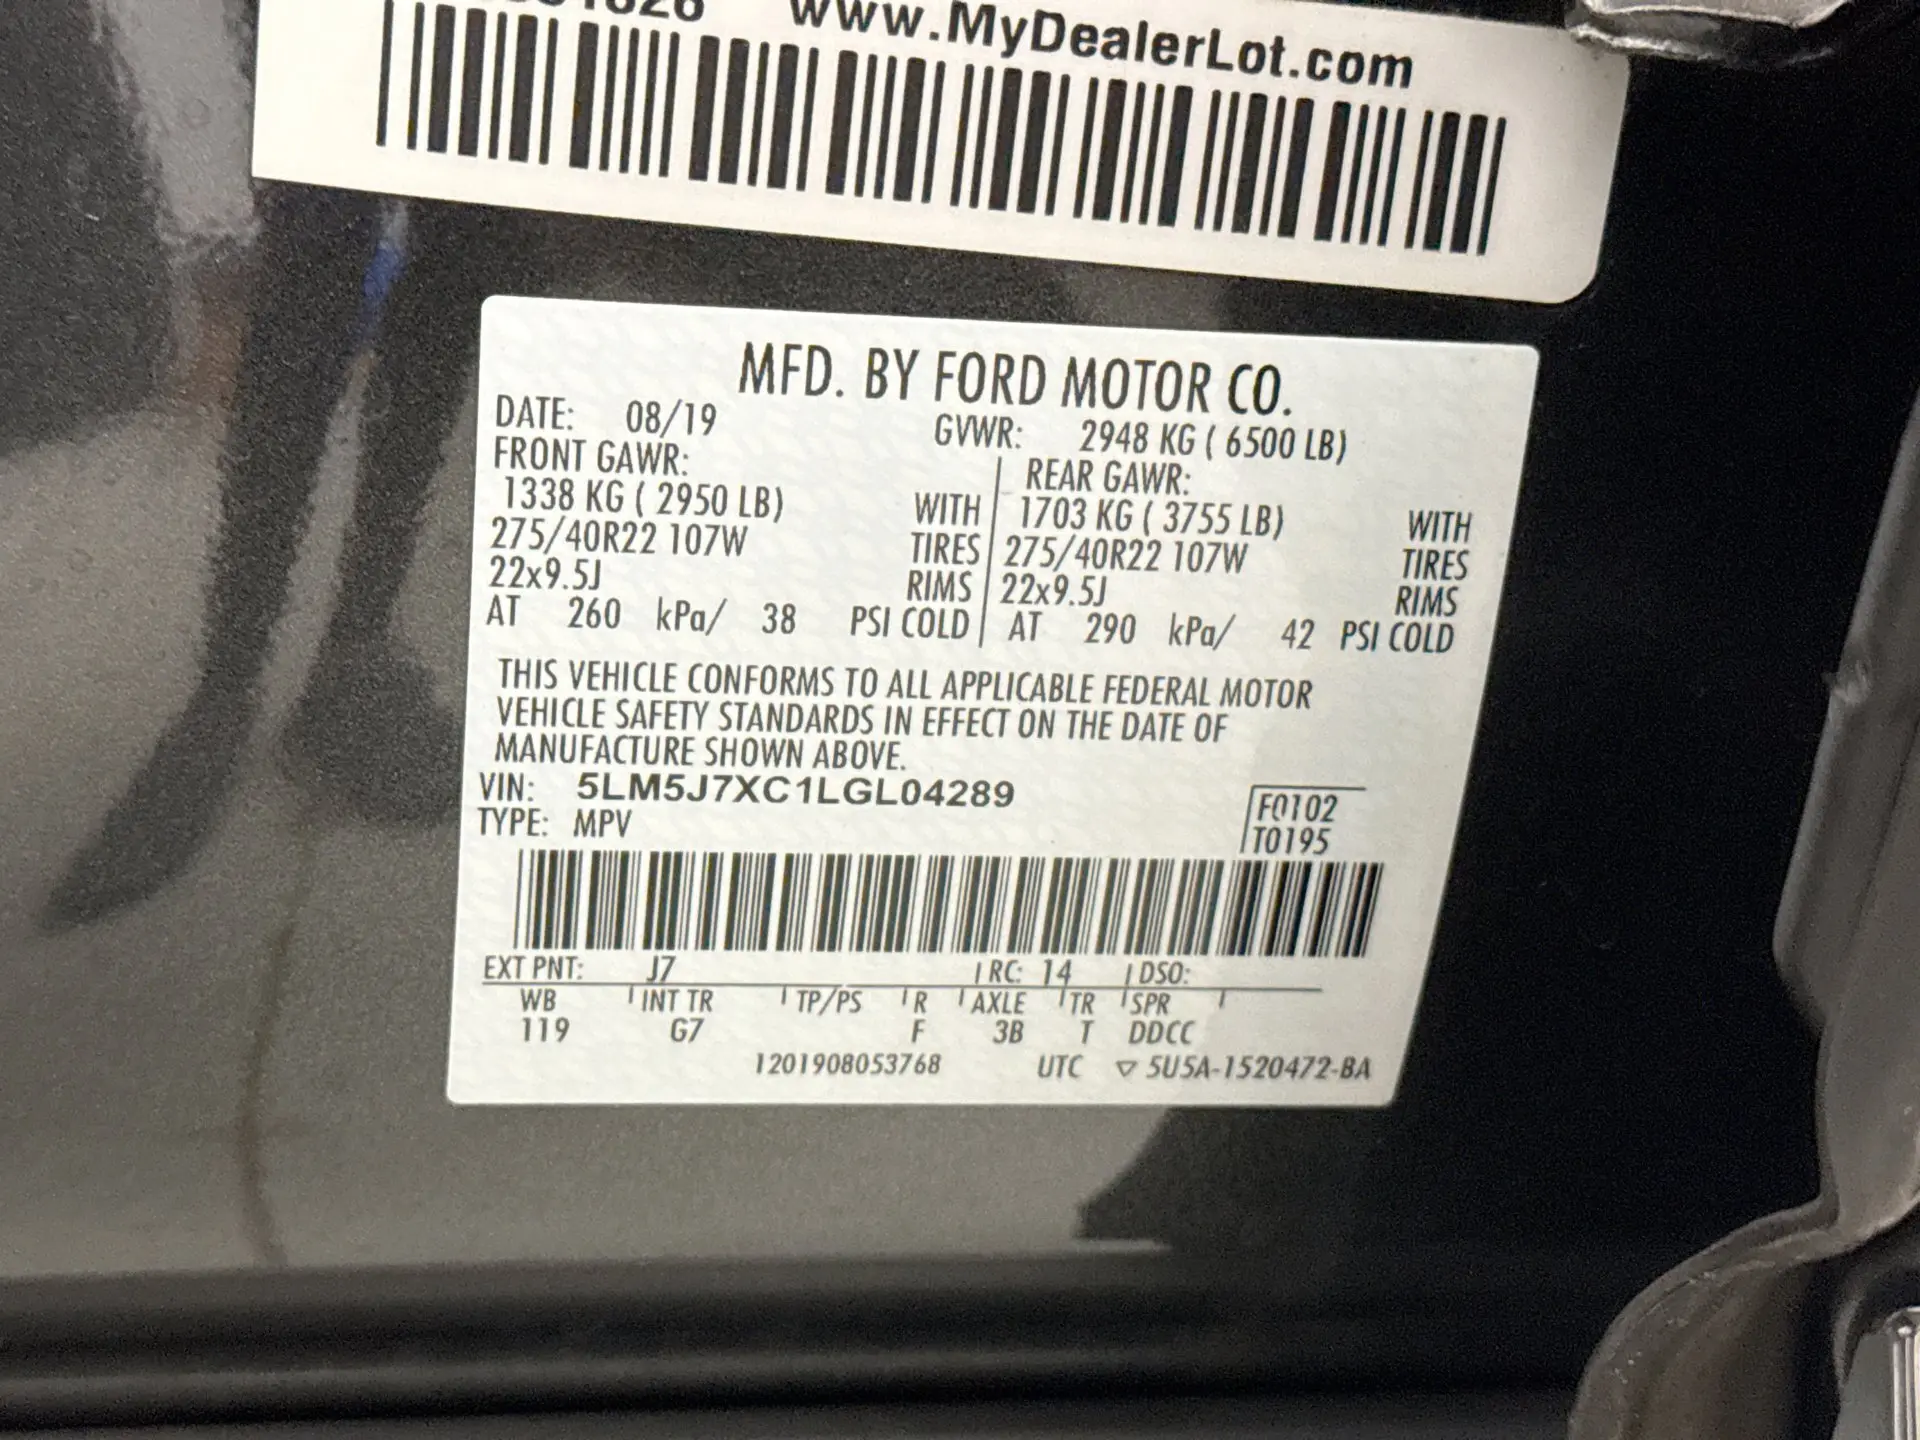 www.MyDealerLot.com
MFD. BY FORD MOTOR CO.
DATE: 08/19 GVWR: 2948 KG ( 6500 LB)
FRONT GAWR: REAR GAWR:
1338 KG ( 2950 LB) WITH 1703 KG ( 3755 LB) WITH
275/40R22 107W TIRES 275/40R22 107W TIRES
22x9.5J RIMS 22x9.5J RIMS
AT 260 kPa/ 38 PSI COLD AT 290 kPa/ 42 PSI COLD
THIS VEHICLE CONFORMS TO ALL APPLICABLE FEDERAL MOTOR
VEHICLE SAFETY STANDARDS IN EFFECT ON THE DATE OF
MANUFACTURE SHOWN ABOVE.
VIN: 5LM5J7XC1LGL04289
F0102
TYPE: MPV
T0195
EXT PNT: J7 RC: 14 DSO:
WB INT TR TP/PS R AXLE TR SPR
119 G7 F 3B T DDCC
1201908053768 UTC ▽ 5U5A-1520472-BA